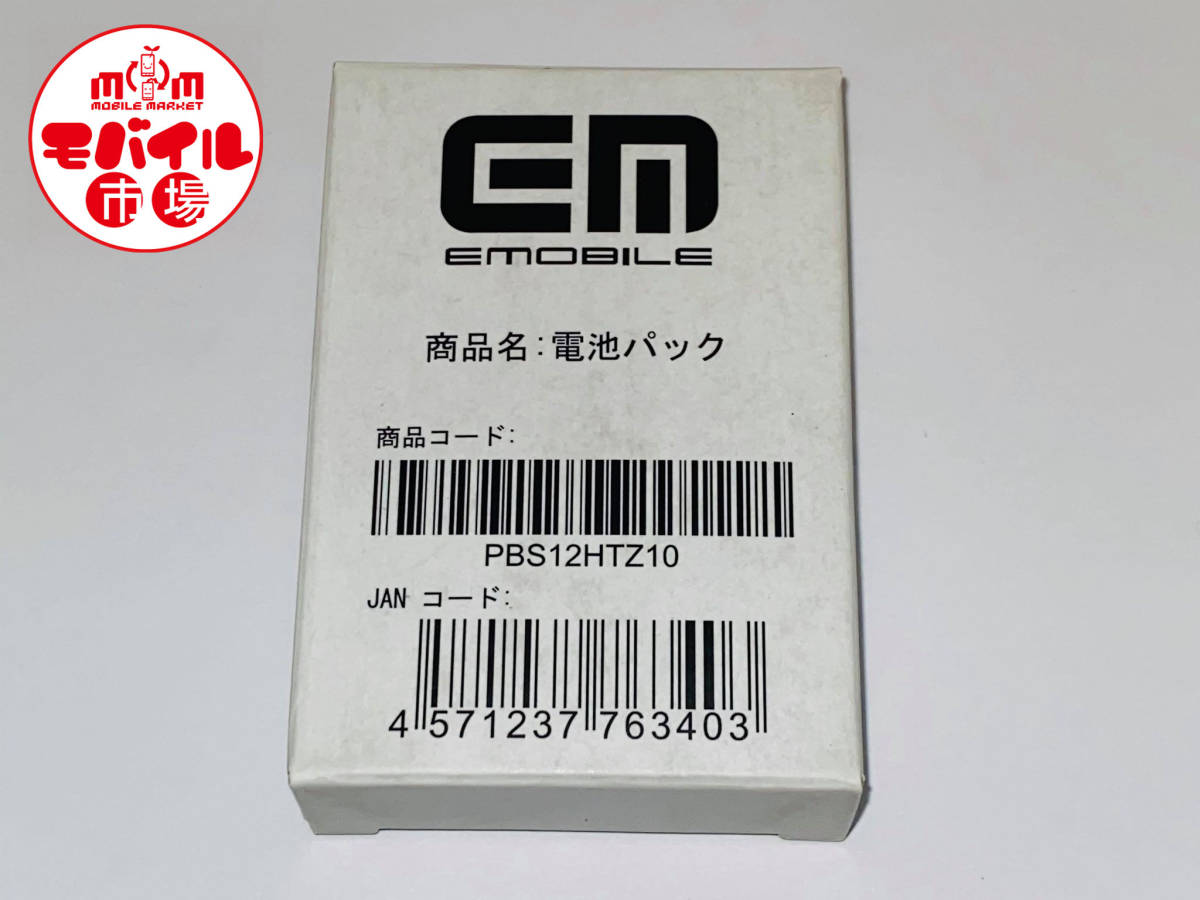 MM
MOBILE MARKET
モバイル
市場
EM
EMOBILE
商品名:電池パック
商品コード:
PBS12HTZ10
JAN コード:
4 571237 763403